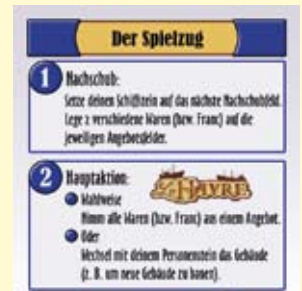 Der Spielzug
1 Nachschub:
Setze deinen Schiffstein auf das nächste Nachschubfeld.
Lege 2 verschiedene Waren (bzw. Franc) auf die
jeweiligen Angebotsfelder.
2 Hauptaktion:
Le Havre
Wahlweise
Nimm alle Waren (bzw. Franc) aus einem Angebot.
Oder
Wechsel mit deinem Personenstein das Gebäude
(z. B. um neue Gebäude zu bauen).